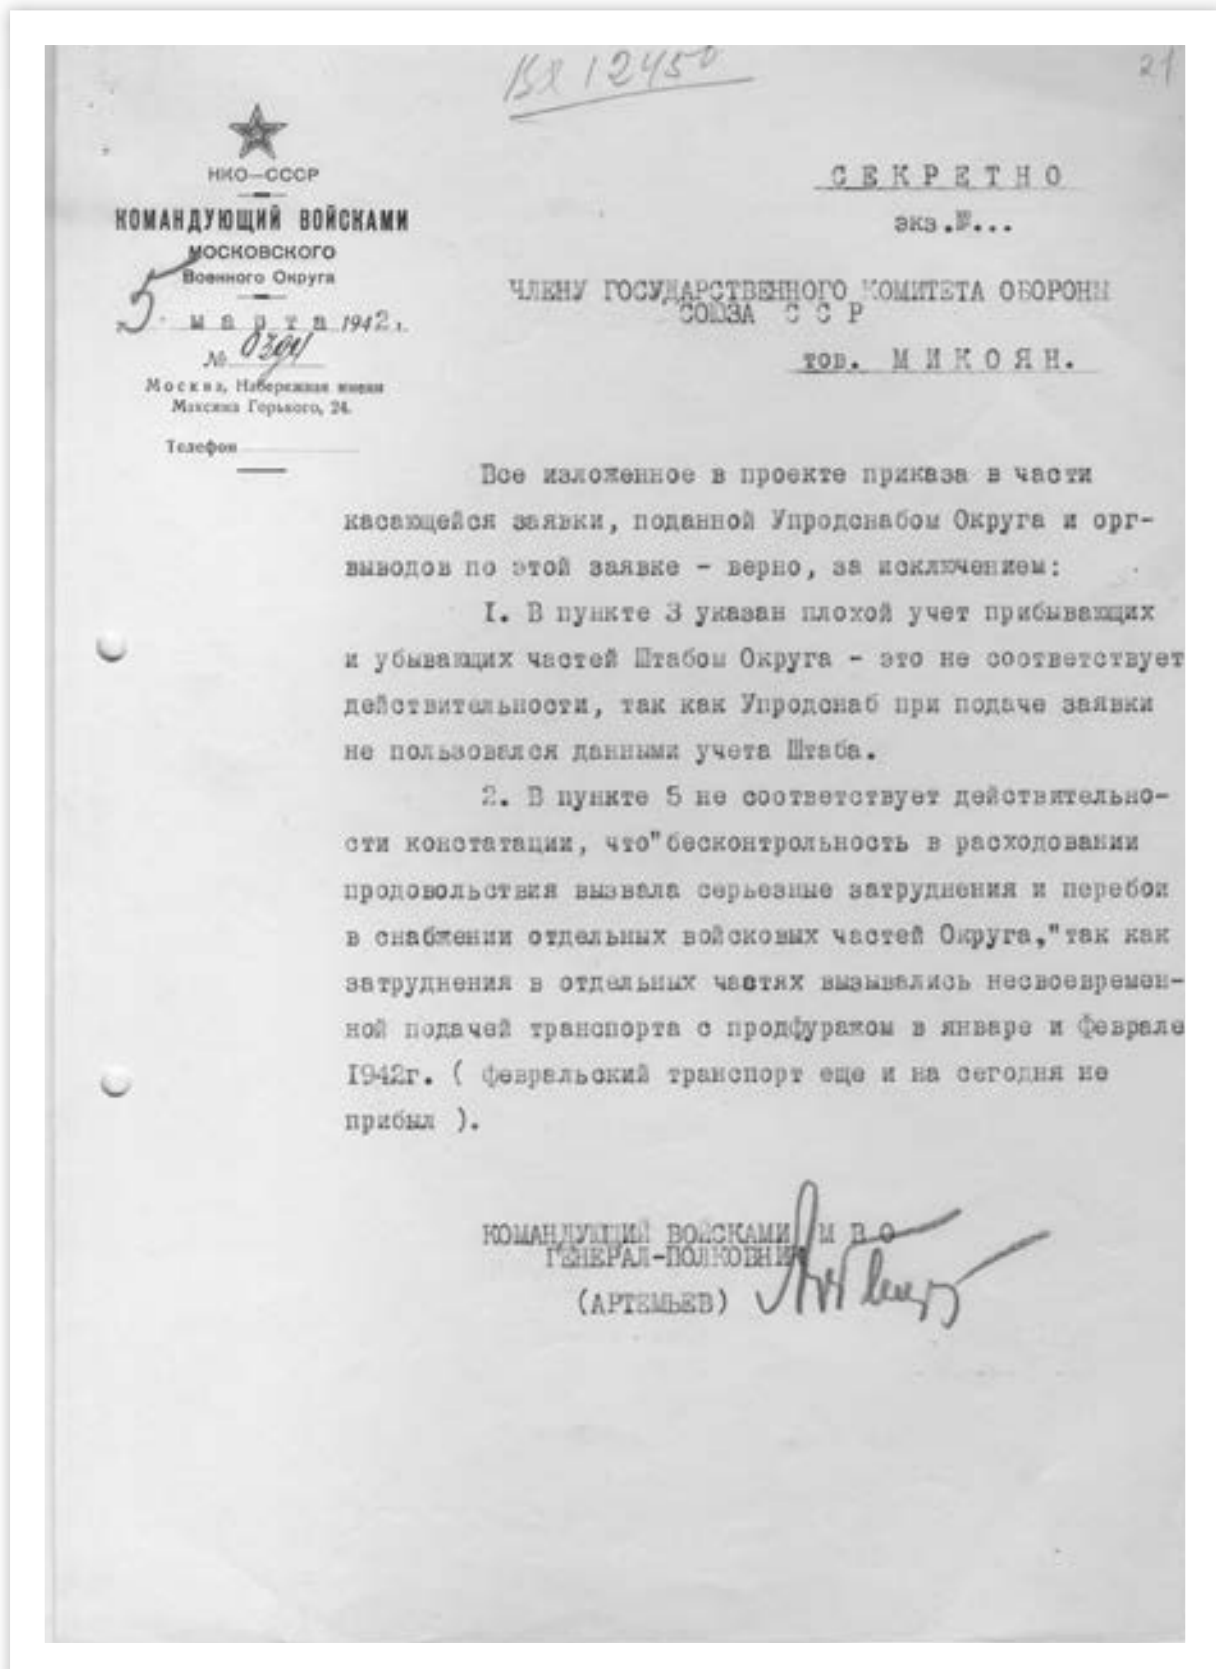 Вх 12450
21
НКО—СССР
КОМАНДУЮЩИЙ ВОЙСКАМИ
МОСКОВСКОГО
Военного Округа
5 марта 1942 г.
№
Москва, Набережная имени
Максима Горького, 24.
Телефон
СЕКРЕТНО
экз.№...
ЧЛЕНУ ГОСУДАРСТВЕННОГО КОМИТЕТА ОБОРОНЫ
СОЮЗА С С Р
тов. МИКОЯН.
Все изложенное в проекте приказа в части
касающейся заявки, поданной Упродснабом Округа и орг-
выводов по этой заявке - верно, за исключением:
1. В пункте 3 указан плохой учет прибывающих
и убывающих частей Штабом Округа - это не соответствует
действительности, так как Упродснаб при подаче заявки
не пользовался данными учета Штаба.
2. В пункте 5 не соответствует действительно-
сти констатации, что"бесконтрольность в расходовании
продовольствия вызвала серьезные затруднения и перебои
в снабжении отдельных войсковых частей Округа,"так как
затруднения в отдельных частях вызывались несвоевремен-
ной подачей транспорта с продфуражом в январе и феврале
1942г. ( февральский транспорт еще и на сегодня не
прибыл ).
КОМАНДУЮЩИЙ ВОЙСКАМИ М В О
ГЕНЕРАЛ-ПОЛКОВНИК
(АРТЕМЬЕВ)